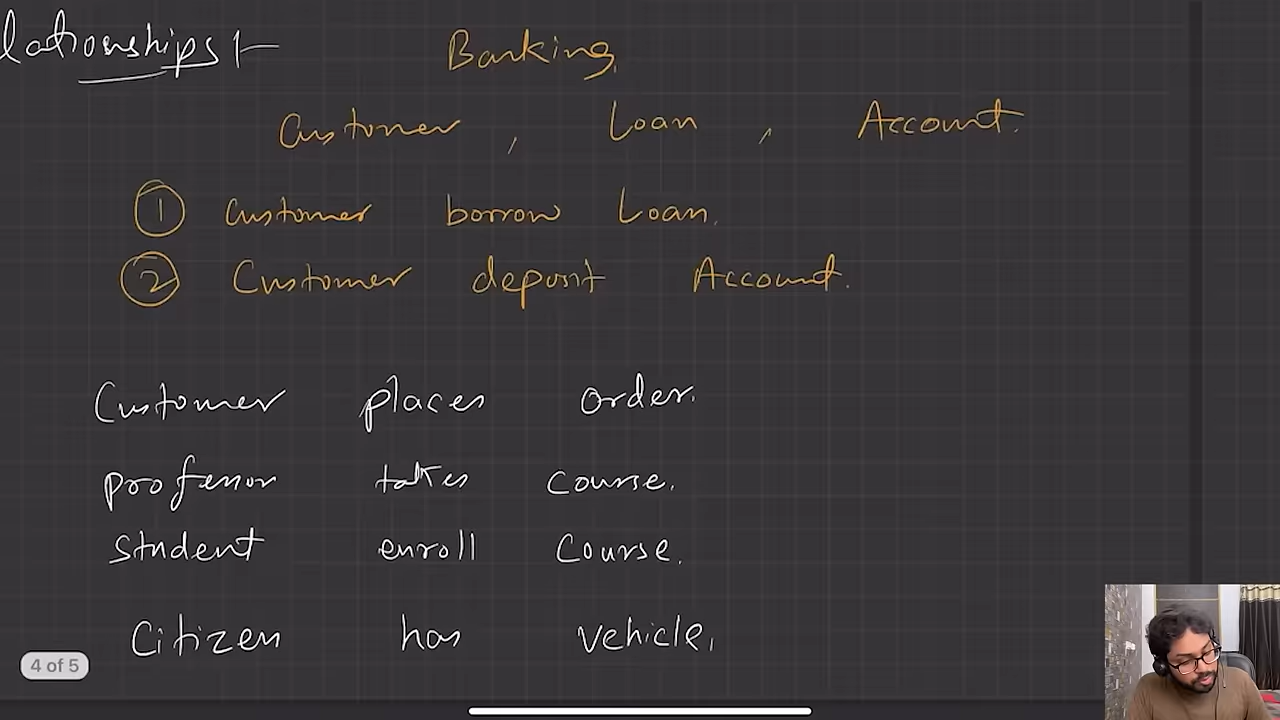 lationships :-
Banking.
Customer, Loan, Account.
① Customer borrow Loan.
② Customer deposit Account.
Customer places order.
professor takes course.
student enroll Course.
Citizen has vehicle.
4 of 5